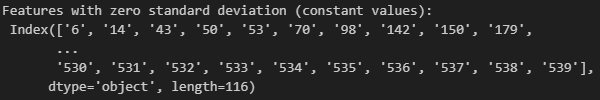 Features with zero standard deviation (constant values):
Index(['6', '14', '43', '50', '53', '70', '98', '142', '150', '179',
...
'530', '531', '532', '533', '534', '535', '536', '537', '538', '539'],
dtype='object', length=116)